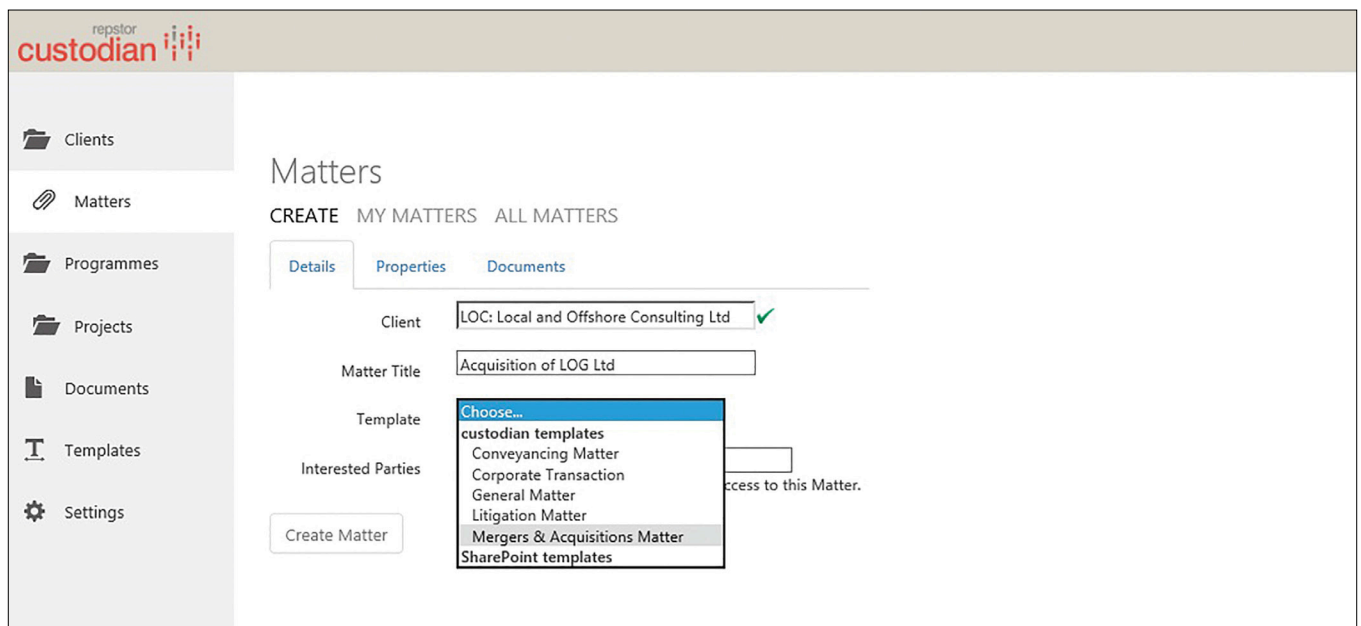 repstor
custodian
Clients
Matters
Programmes
Projects
Documents
Templates
Settings
Matters
CREATE MY MATTERS ALL MATTERS
Details Properties Documents
Client LOC: Local and Offshore Consulting Ltd
Matter Title Acquisition of LOG Ltd
Template Choose...
custodian templates
Conveyancing Matter
Interested Parties
Corporate Transaction
ccess to this Matter.
General Matter
Litigation Matter
Mergers & Acquisitions Matter
SharePoint templates
Create Matter